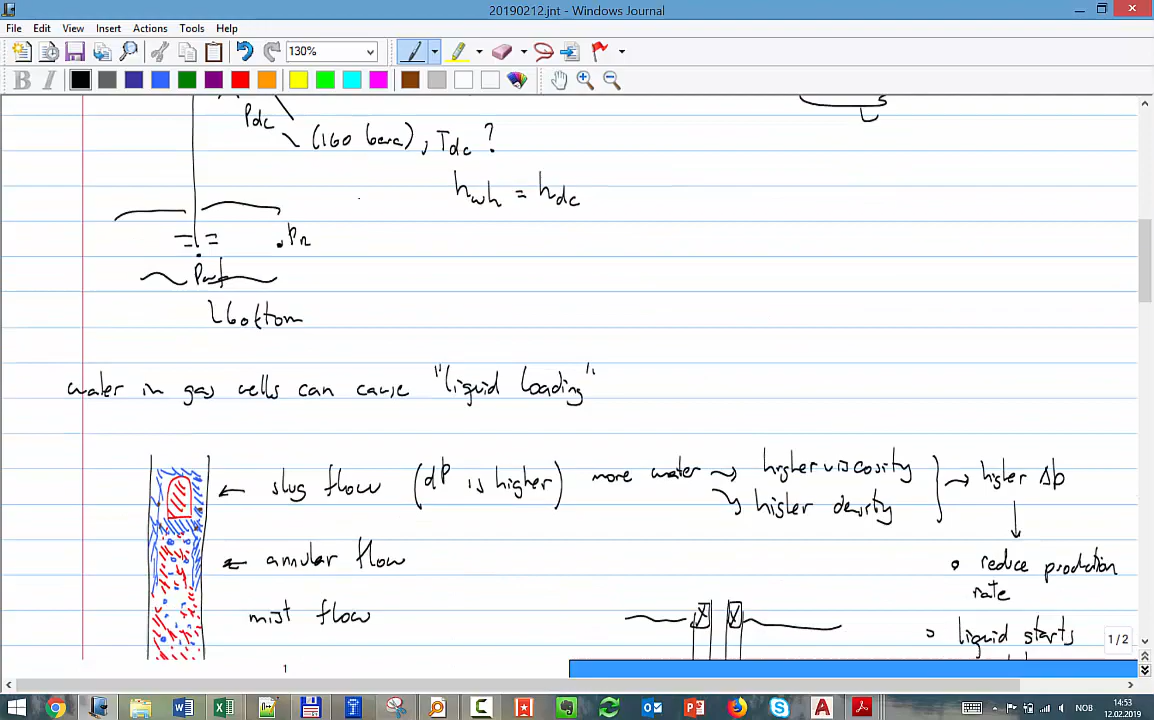 20190212.jnt - Windows Journal
File Edit View Insert Actions Tools Help
130%
B I
Pdc
(160 bara), Tdc ?
hwh = hdc
PR
Pwf
bottom
water in gas wells can cause "liquid loading"
slug flow (dP is higher) more water higher viscosity
higher density
higher Δp
annular flow
reduce production
rate
mist flow
liquid starts
1/2
1
NOB
14:53
12.02.2019